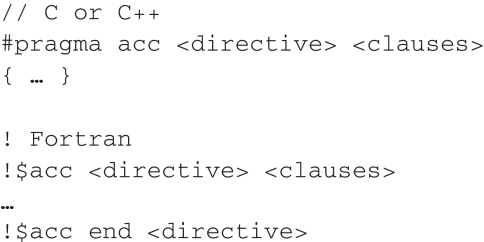 // C or C++
#pragma acc <directive> <clauses>
{ … }
! Fortran
!$acc <directive> <clauses>
…
!$acc end <directive>